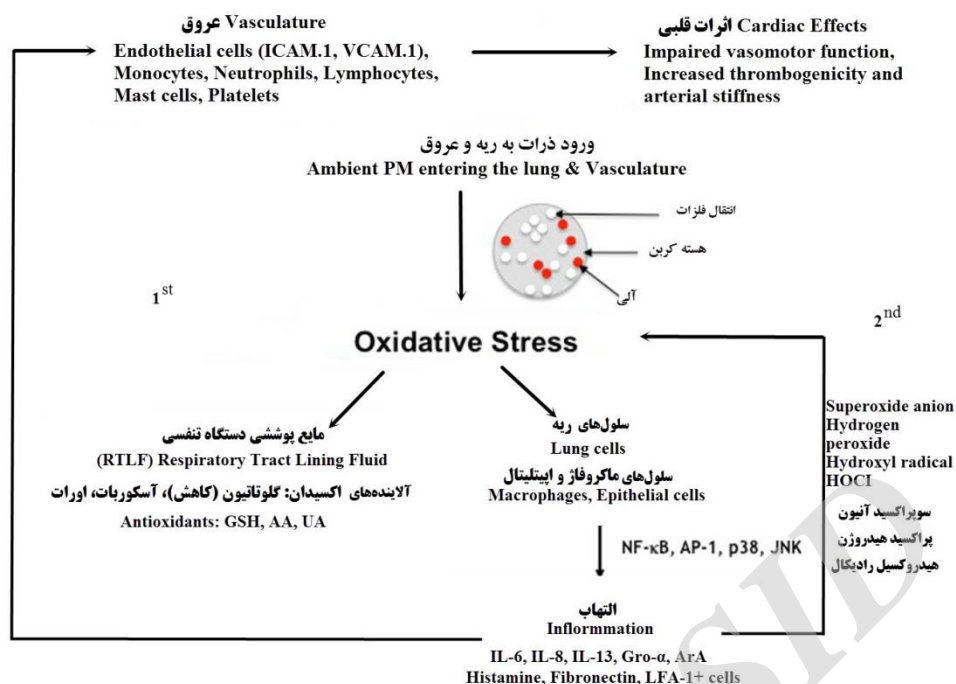 عروق Vasculature
Endothelial cells (ICAM.1, VCAM.1),
Monocytes, Neutrophils, Lymphocytes,
Mast cells, Platelets
اثرات قلبی Cardiac Effects
Impaired vasomotor function,
Increased thrombogenicity and
arterial stiffness
ورود ذرات به ریه و عروق
Ambient PM entering the lung & Vasculature
انتقال فلزات
هسته کربن
آلی
1st
2nd
Oxidative Stress
مایع پوششی دستگاه تنفسی
(RTLF) Respiratory Tract Lining Fluid
آلاینده‌های اکسیدان: گلوتاتیون (کاهش)، آسکوربات، اورات
Antioxidants: GSH, AA, UA
سلول‌های ریه
Lung cells
سلول‌های ماکروفاژ و اپیتلیتال
Macrophages, Epithelial cells
NF-κB, AP-1, p38, JNK
Superoxide anion
Hydrogen
peroxide
Hydroxyl radical
HOCI
سوپراکسید آنیون
پراکسید هیدروژن
هیدروکسیل رادیکال
التهاب
Inflormmation
IL-6, IL-8, IL-13, Gro-α, ArA
Histamine, Fibronectin, LFA-1+ cells
SID